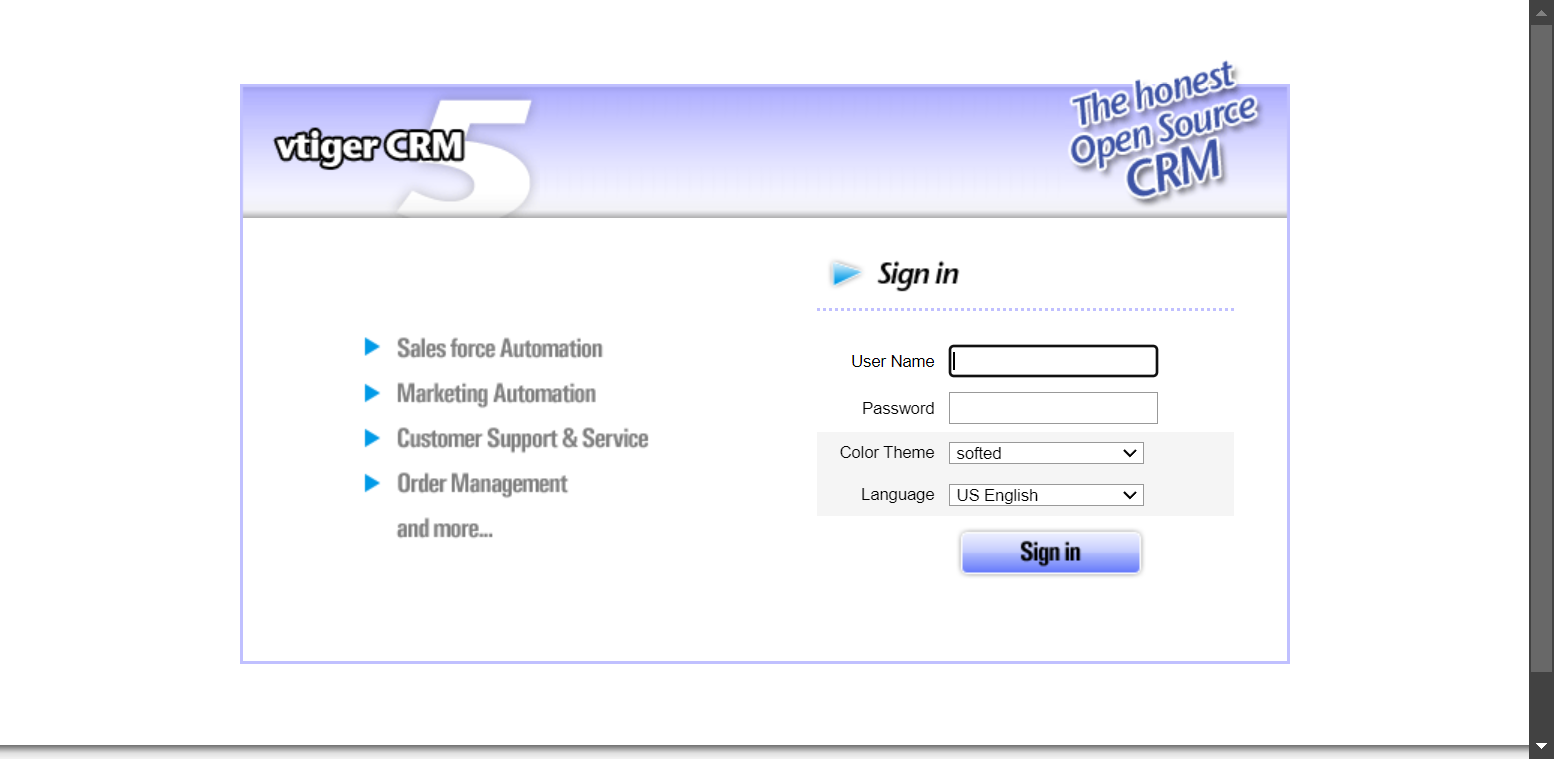 vtiger CRM 5
The honest
Open Source
CRM
Sign in
Sales force Automation
Marketing Automation
Customer Support & Service
Order Management
and more...
User Name
Password
Color Theme softed
Language US English
Sign in